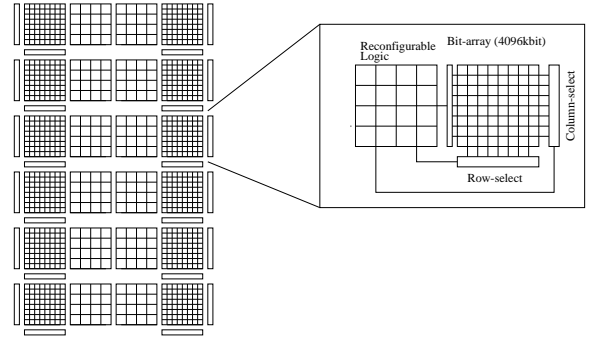 Reconfigurable
Logic
Bit-array (4096kbit)
Column-select
Row-select